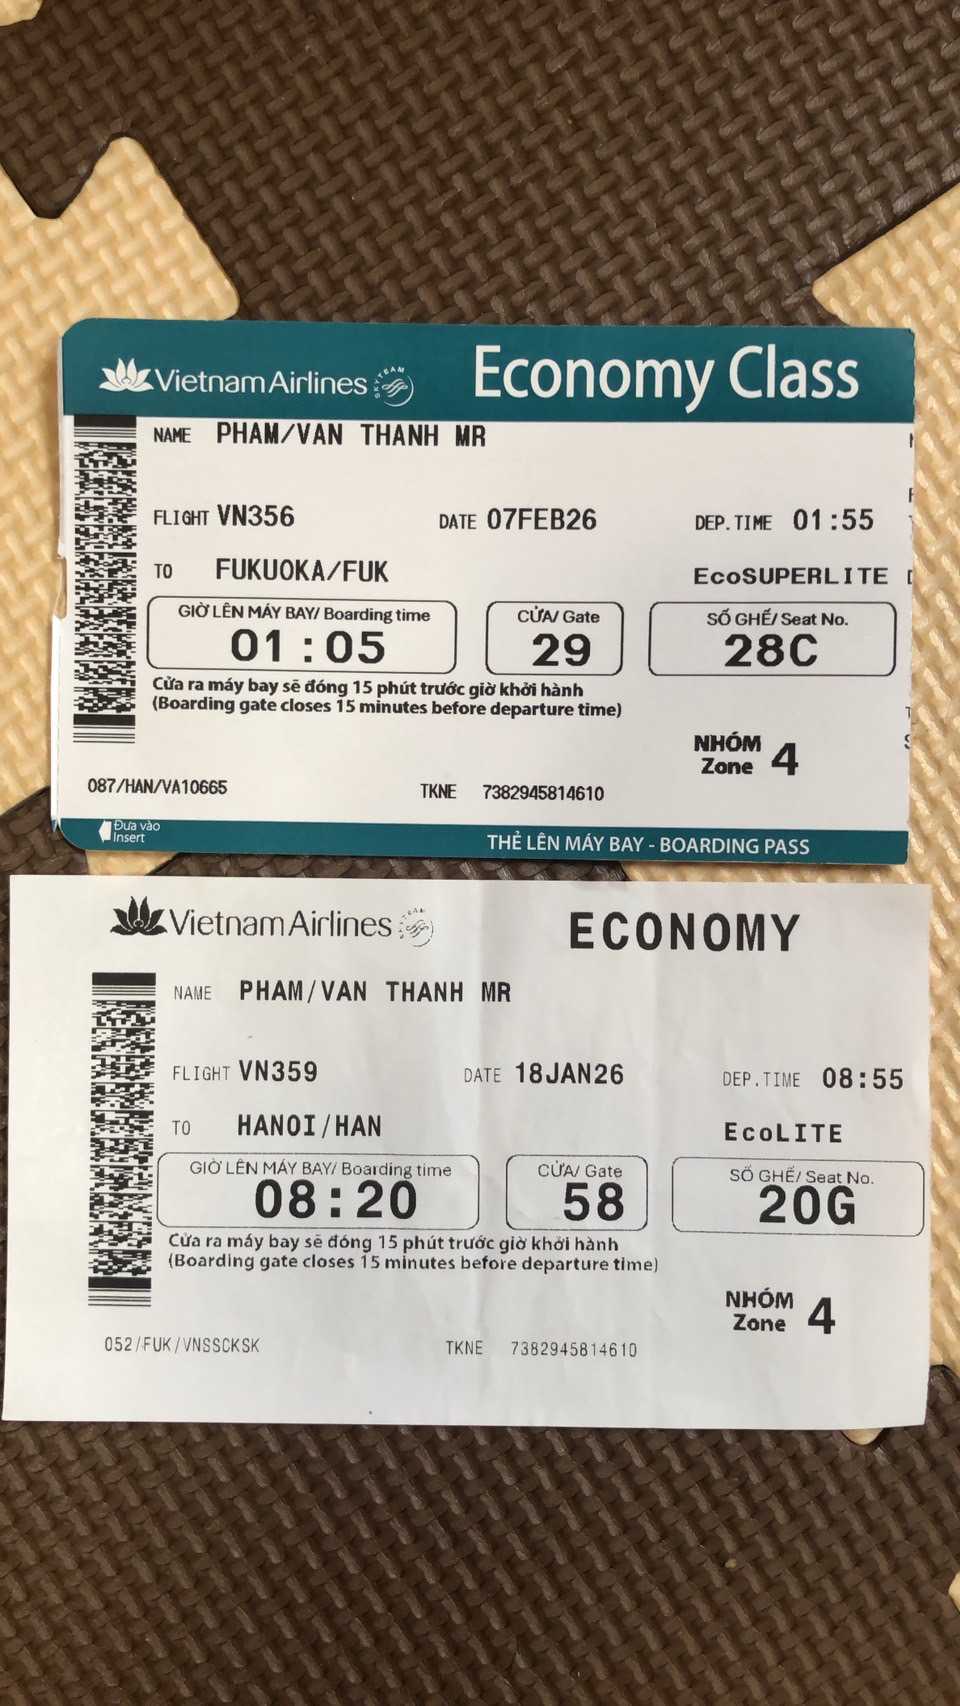 Vietnam Airlines SKYTEAM Economy Class
NAME PHAM/VAN THANH MR
FLIGHT VN356 DATE 07FEB26 DEP.TIME 01:55
TO FUKUOKA/FUK EcoSUPERLITE
GIỜ LÊN MÁY BAY/ Boarding time CỬA/ Gate SỐ GHẾ/ Seat No.
01:05 29 28C
Cửa ra máy bay sẽ đóng 15 phút trước giờ khởi hành
(Boarding gate closes 15 minutes before departure time)
NHÓM
Zone 4
087/HAN/VA10665 TKNE 7382945814610
Đưa vào
Insert
THẺ LÊN MÁY BAY - BOARDING PASS
Vietnam Airlines SKYTEAM ECONOMY
NAME PHAM/VAN THANH MR
FLIGHT VN359 DATE 18JAN26 DEP.TIME 08:55
TO HANOI/HAN EcoLITE
GIỜ LÊN MÁY BAY/ Boarding time CỬA/ Gate SỐ GHẾ/ Seat No.
08:20 58 20G
Cửa ra máy bay sẽ đóng 15 phút trước giờ khởi hành
(Boarding gate closes 15 minutes before departure time)
NHÓM
Zone 4
052/FUK/VNSSCKSK TKNE 7382945814610